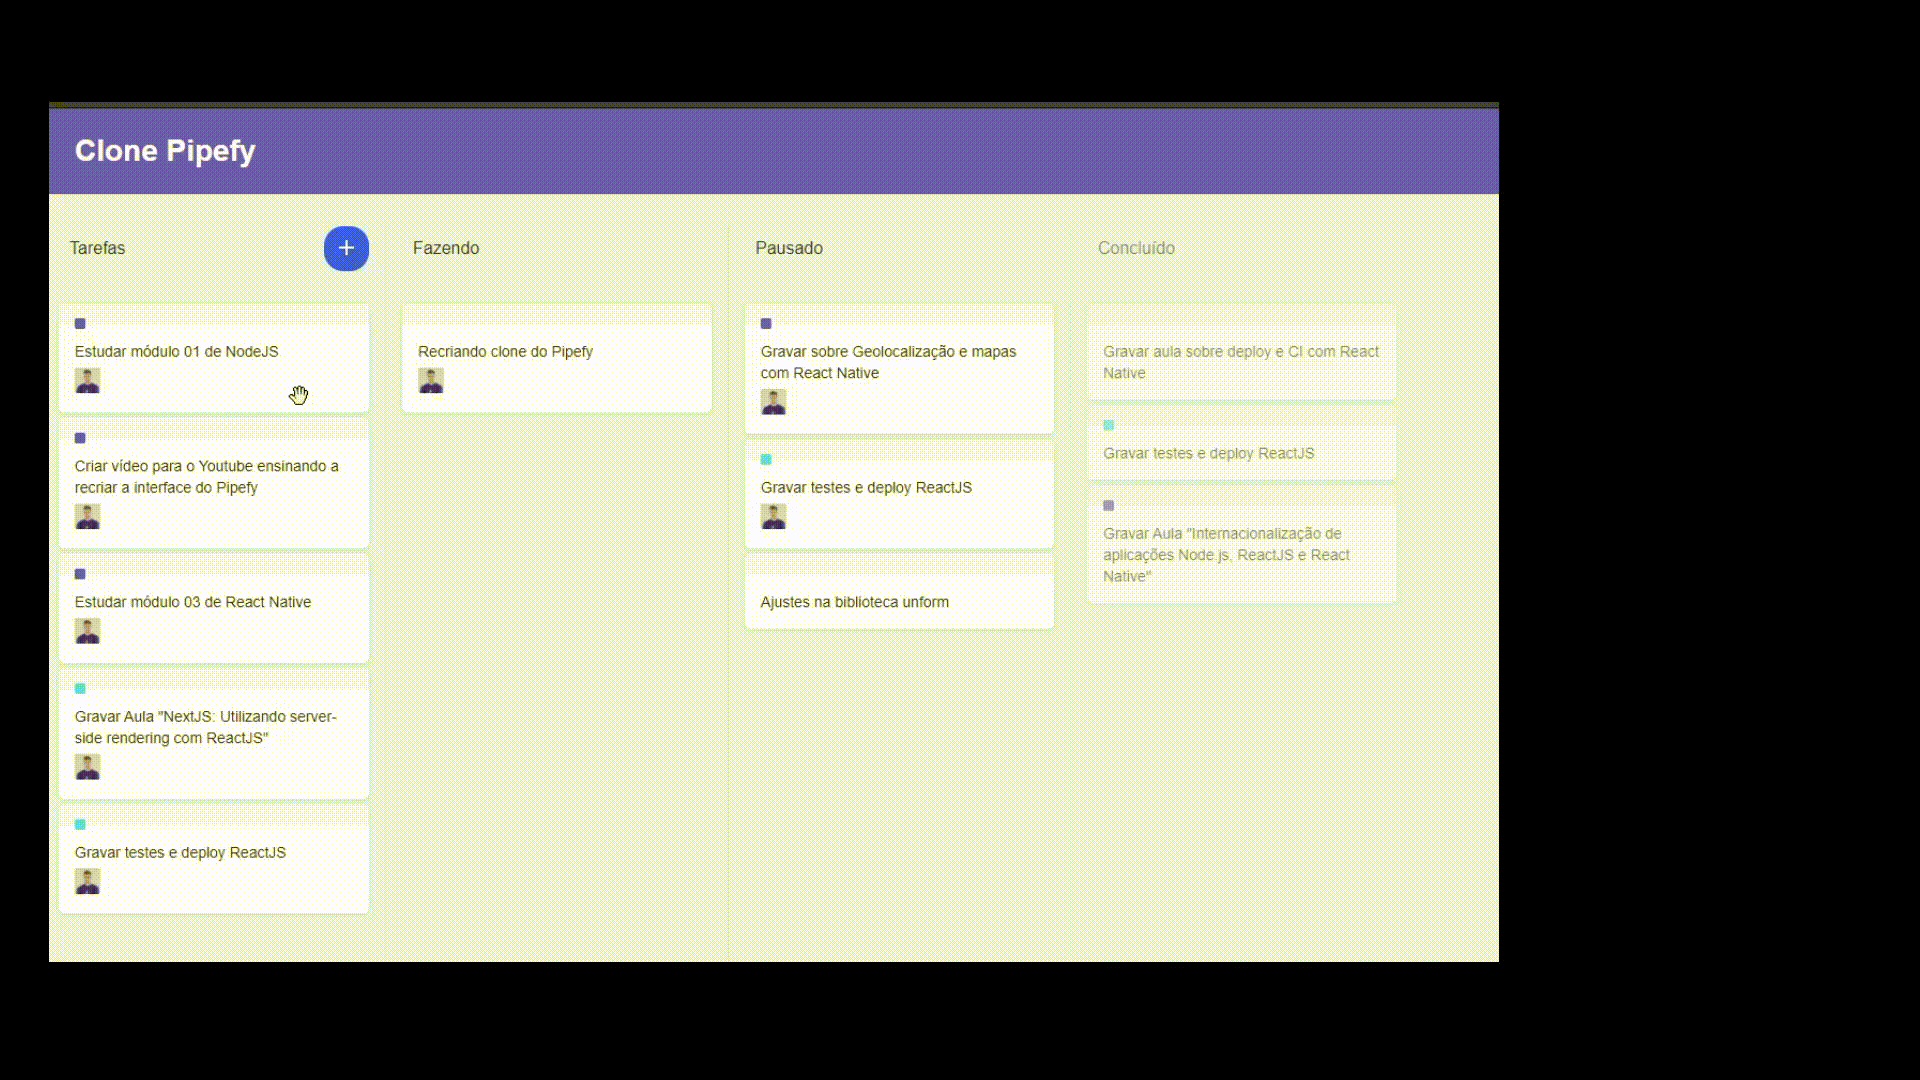 Clone Pipefy
Tarefas
+
Estudar módulo 01 de NodeJS
Criar vídeo para o Youtube ensinando a
recriar a interface do Pipefy
Estudar módulo 03 de React Native
Gravar Aula "NextJS: Utilizando server-
side rendering com ReactJS"
Gravar testes e deploy ReactJS
Fazendo
Recriando clone do Pipefy
Pausado
Gravar sobre Geolocalização e mapas
com React Native
Gravar testes e deploy ReactJS
Ajustes na biblioteca unform
Concluído
Gravar aula sobre deploy e CI com React
Native
Gravar testes e deploy ReactJS
Gravar Aula "Internacionalização de
aplicações Node.js, ReactJS e React
Native"